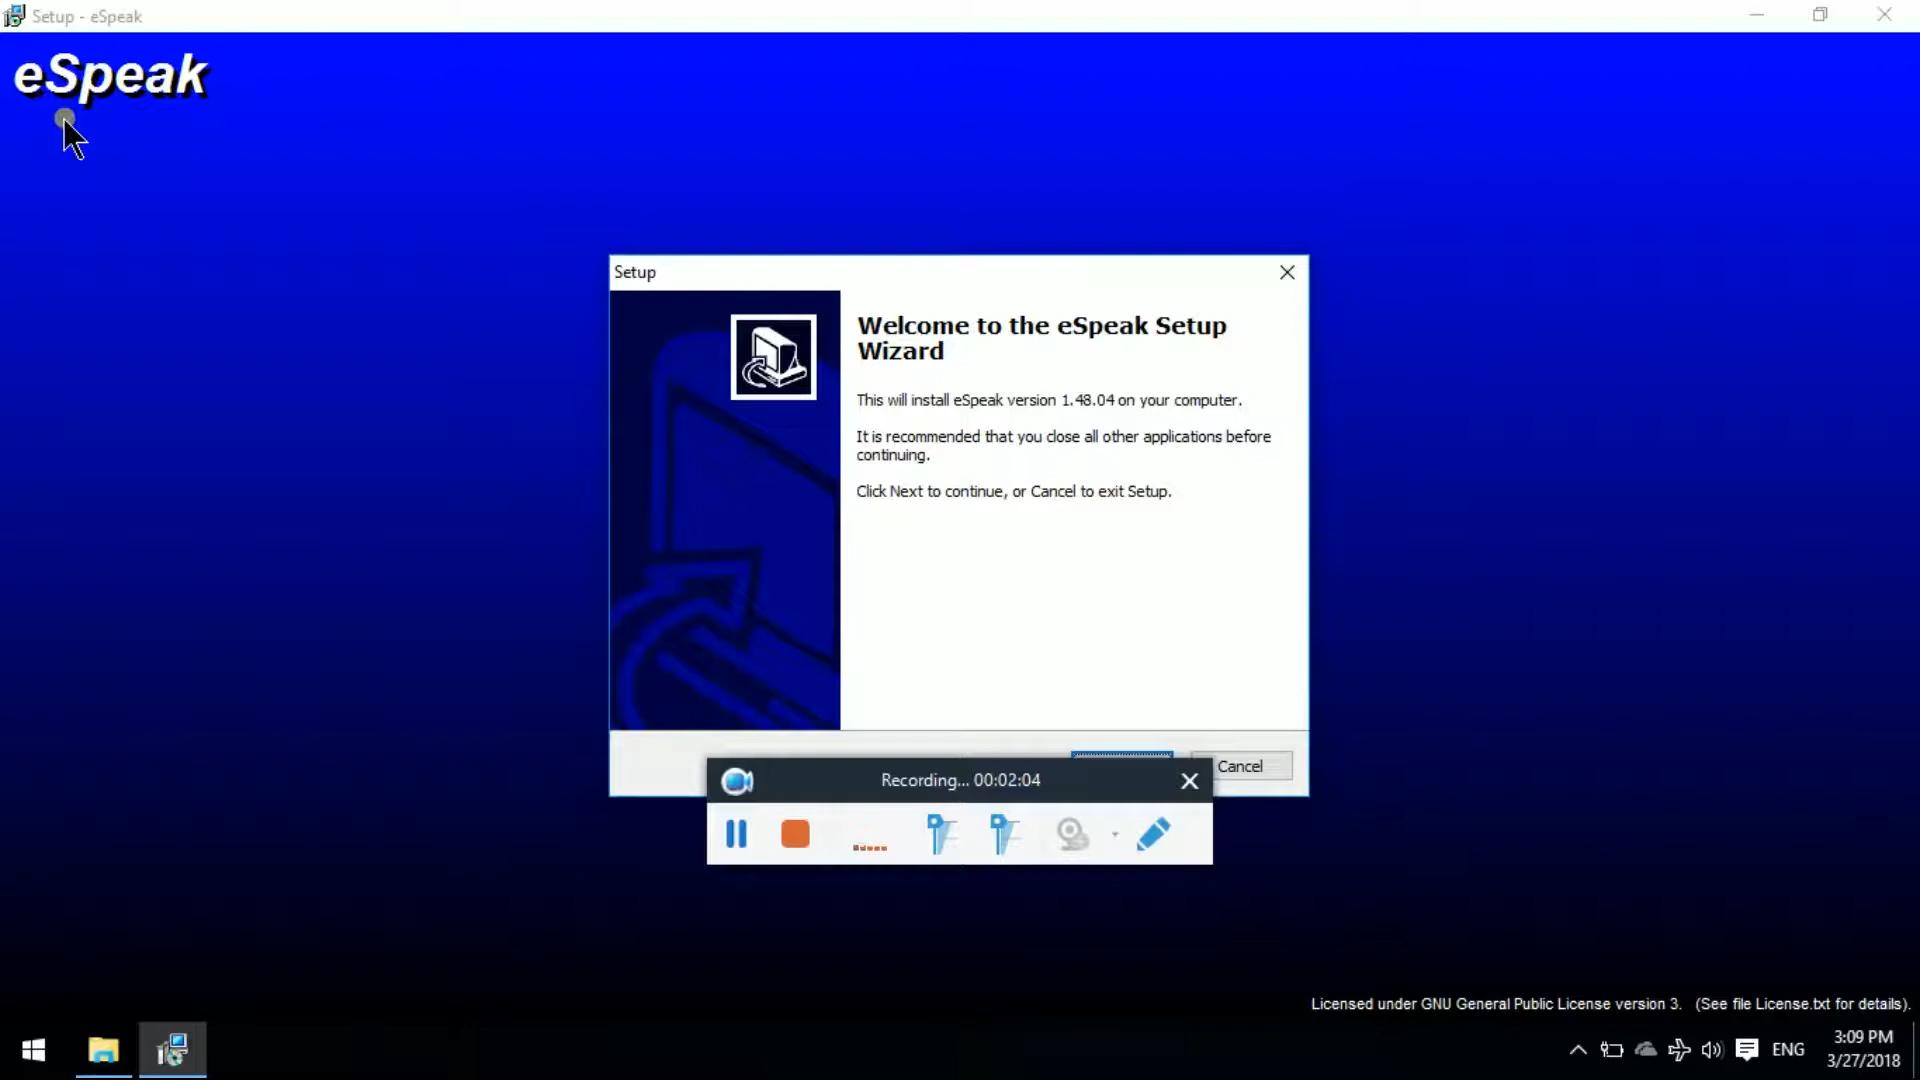 Setup - eSpeak
eSpeak
Setup
Welcome to the eSpeak Setup
Wizard
This will install eSpeak version 1.48.04 on your computer.
It is recommended that you close all other applications before
continuing.
Click Next to continue, or Cancel to exit Setup.
Cancel
Recording... 00:02:04
Licensed under GNU General Public License version 3. (See file License.txt for details).
ENG
3:09 PM
3/27/2018